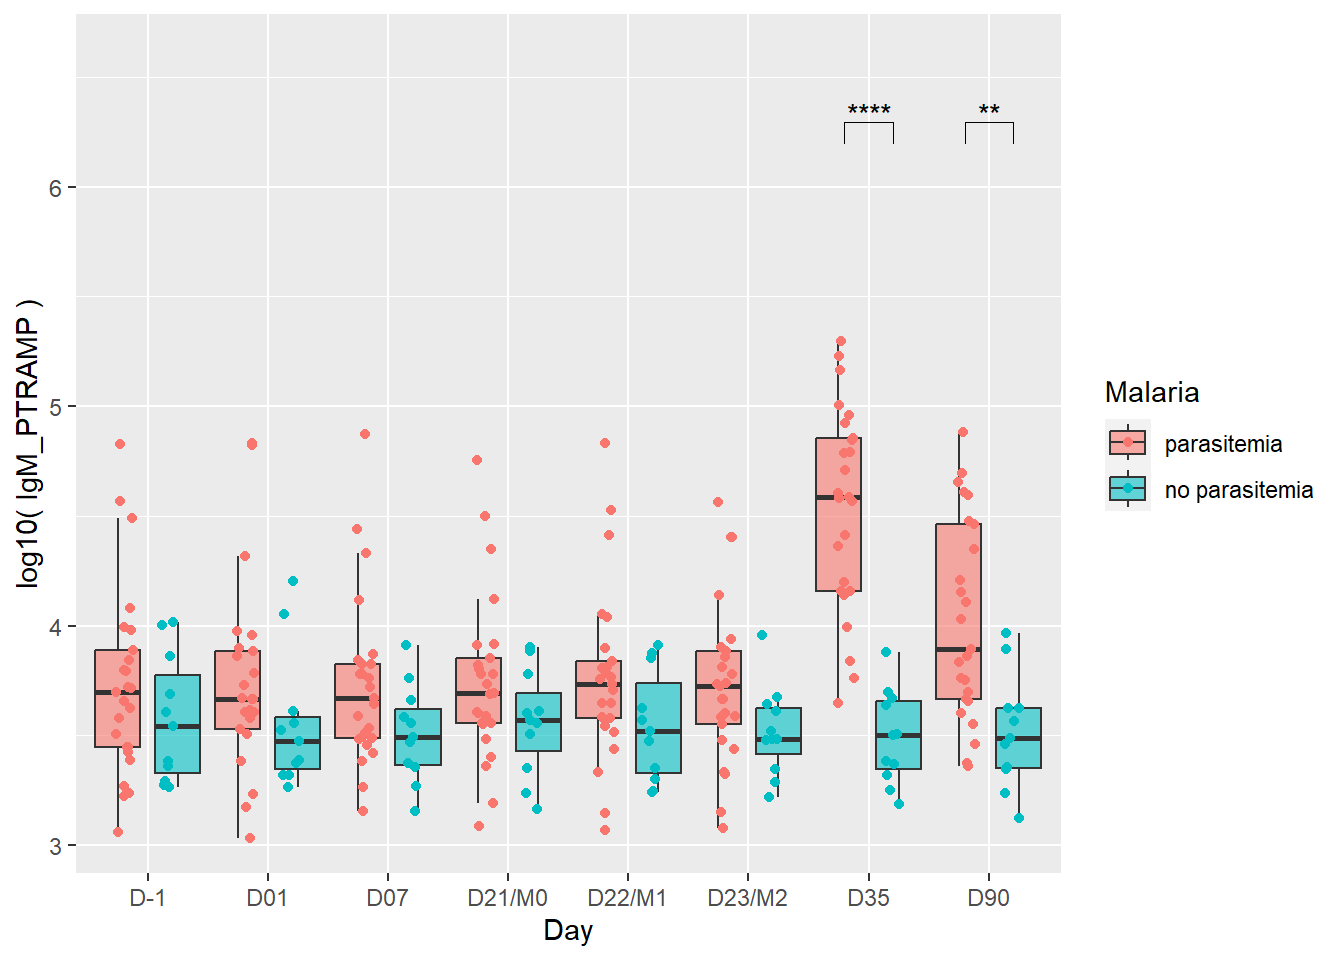 **** **
6
5
4
3
log10( IgM_PTRAMP )
D-1 D01 D07 D21/M0 D22/M1 D23/M2 D35 D90
Day
Malaria
parasitemia
no parasitemia